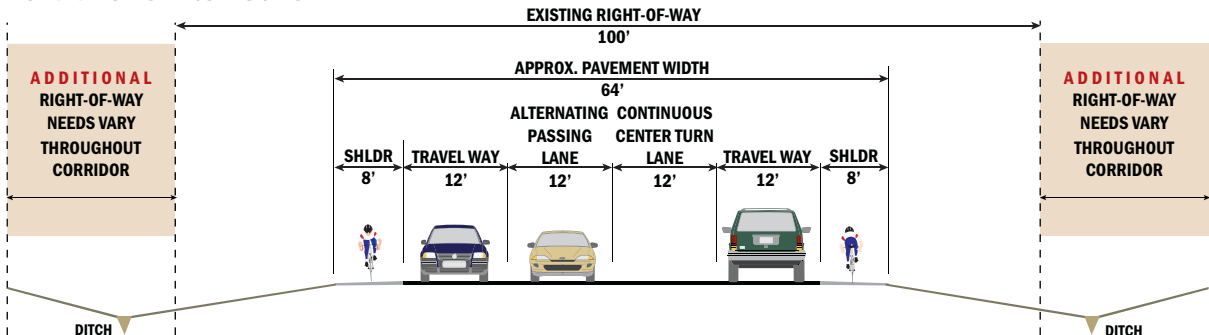 EXISTING RIGHT-OF-WAY
100'
ADDITIONAL
RIGHT-OF-WAY
NEEDS VARY
THROUGHOUT
CORRIDOR
APPROX. PAVEMENT WIDTH
64'
ADDITIONAL
RIGHT-OF-WAY
NEEDS VARY
THROUGHOUT
CORRIDOR
SHLDR
8'
TRAVEL WAY
12'
ALTERNATING
PASSING
LANE
12'
CONTINUOUS
CENTER TURN
LANE
12'
TRAVEL WAY
12'
SHLDR
8'
DITCH
DITCH